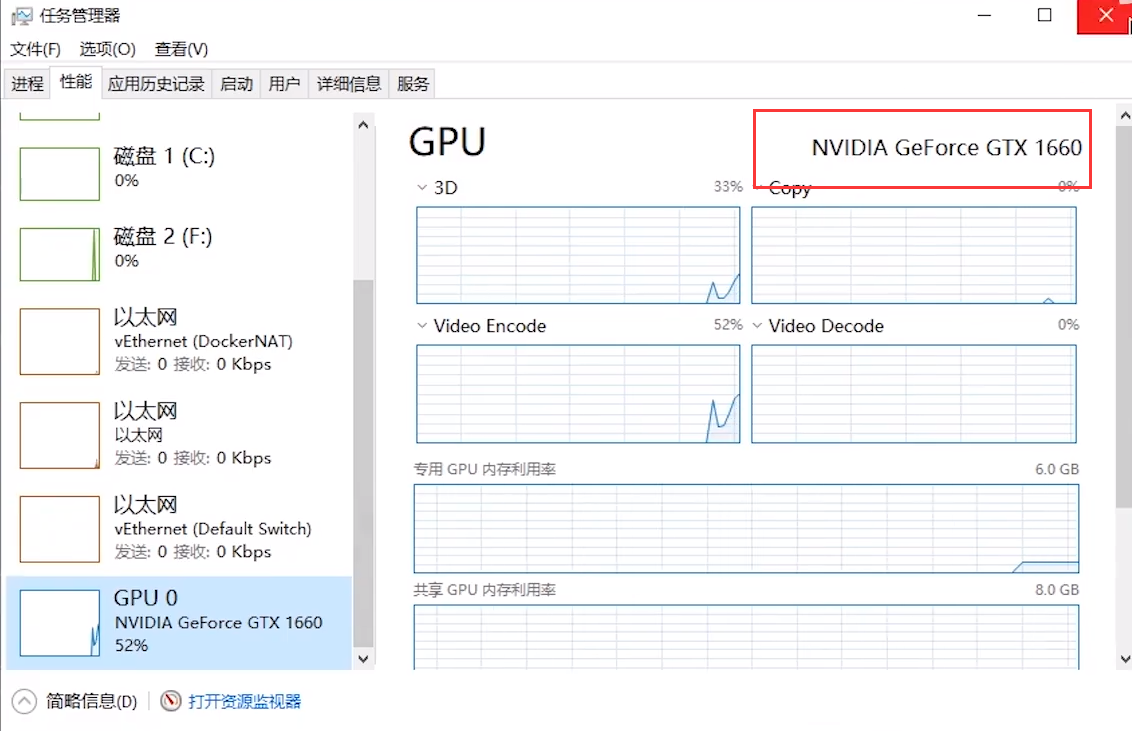 任务管理器
文件(F) 选项(O) 查看(V)
进程 性能 应用历史记录 启动 用户 详细信息 服务
磁盘 1 (C:)
0%
磁盘 2 (F:)
0%
以太网
vEthernet (DockerNAT)
发送: 0 接收: 0 Kbps
以太网
以太网
发送: 0 接收: 0 Kbps
以太网
vEthernet (Default Switch)
发送: 0 接收: 0 Kbps
GPU 0
NVIDIA GeForce GTX 1660
52%
GPU NVIDIA GeForce GTX 1660
3D 33% Copy 0%
Video Encode 52% Video Decode 0%
专用 GPU 内存利用率 6.0 GB
共享 GPU 内存利用率 8.0 GB
简略信息(D) 打开资源监视器